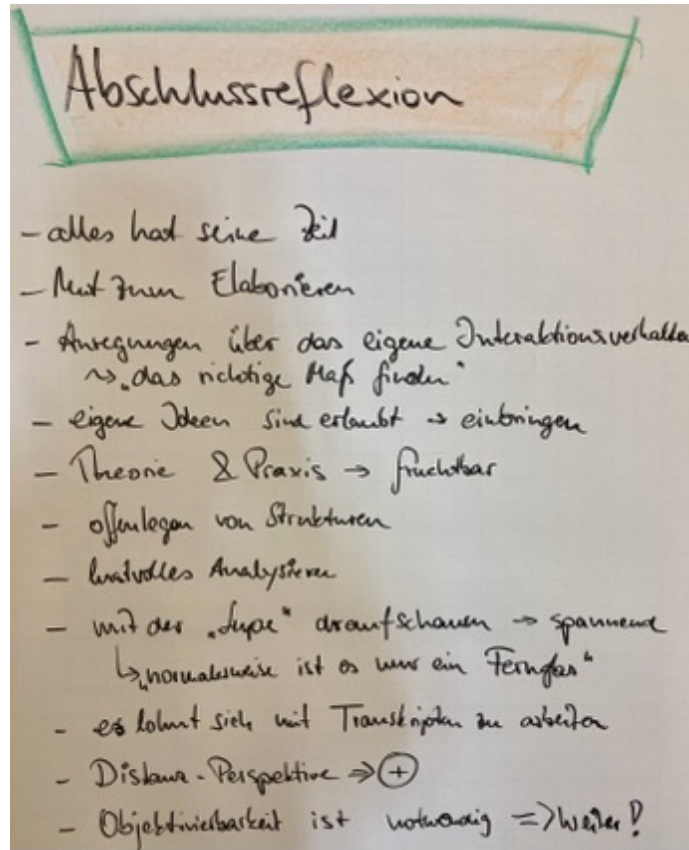 Abschlussreflexion
- alles hat seine Zeit
- Mut zum Elaborieren
- Anregungen über das eigene Interaktionsverhalten
↝ „das richtige Maß finden“
- eigene Ideen sind erlaubt → einbringen
- Theorie & Praxis → fruchtbar
- offenlegen von Strukturen
- Analysieren
- mit der „Lupe“ draufschauen → spannend
↳ „normalerweise ist es nur ein Fernglas“
- es lohnt sich mit Transkripten zu arbeiten
- Distanz-Perspektive ⇒ ⊕
- Objektivierbarkeit ist notwendig => Weiter!